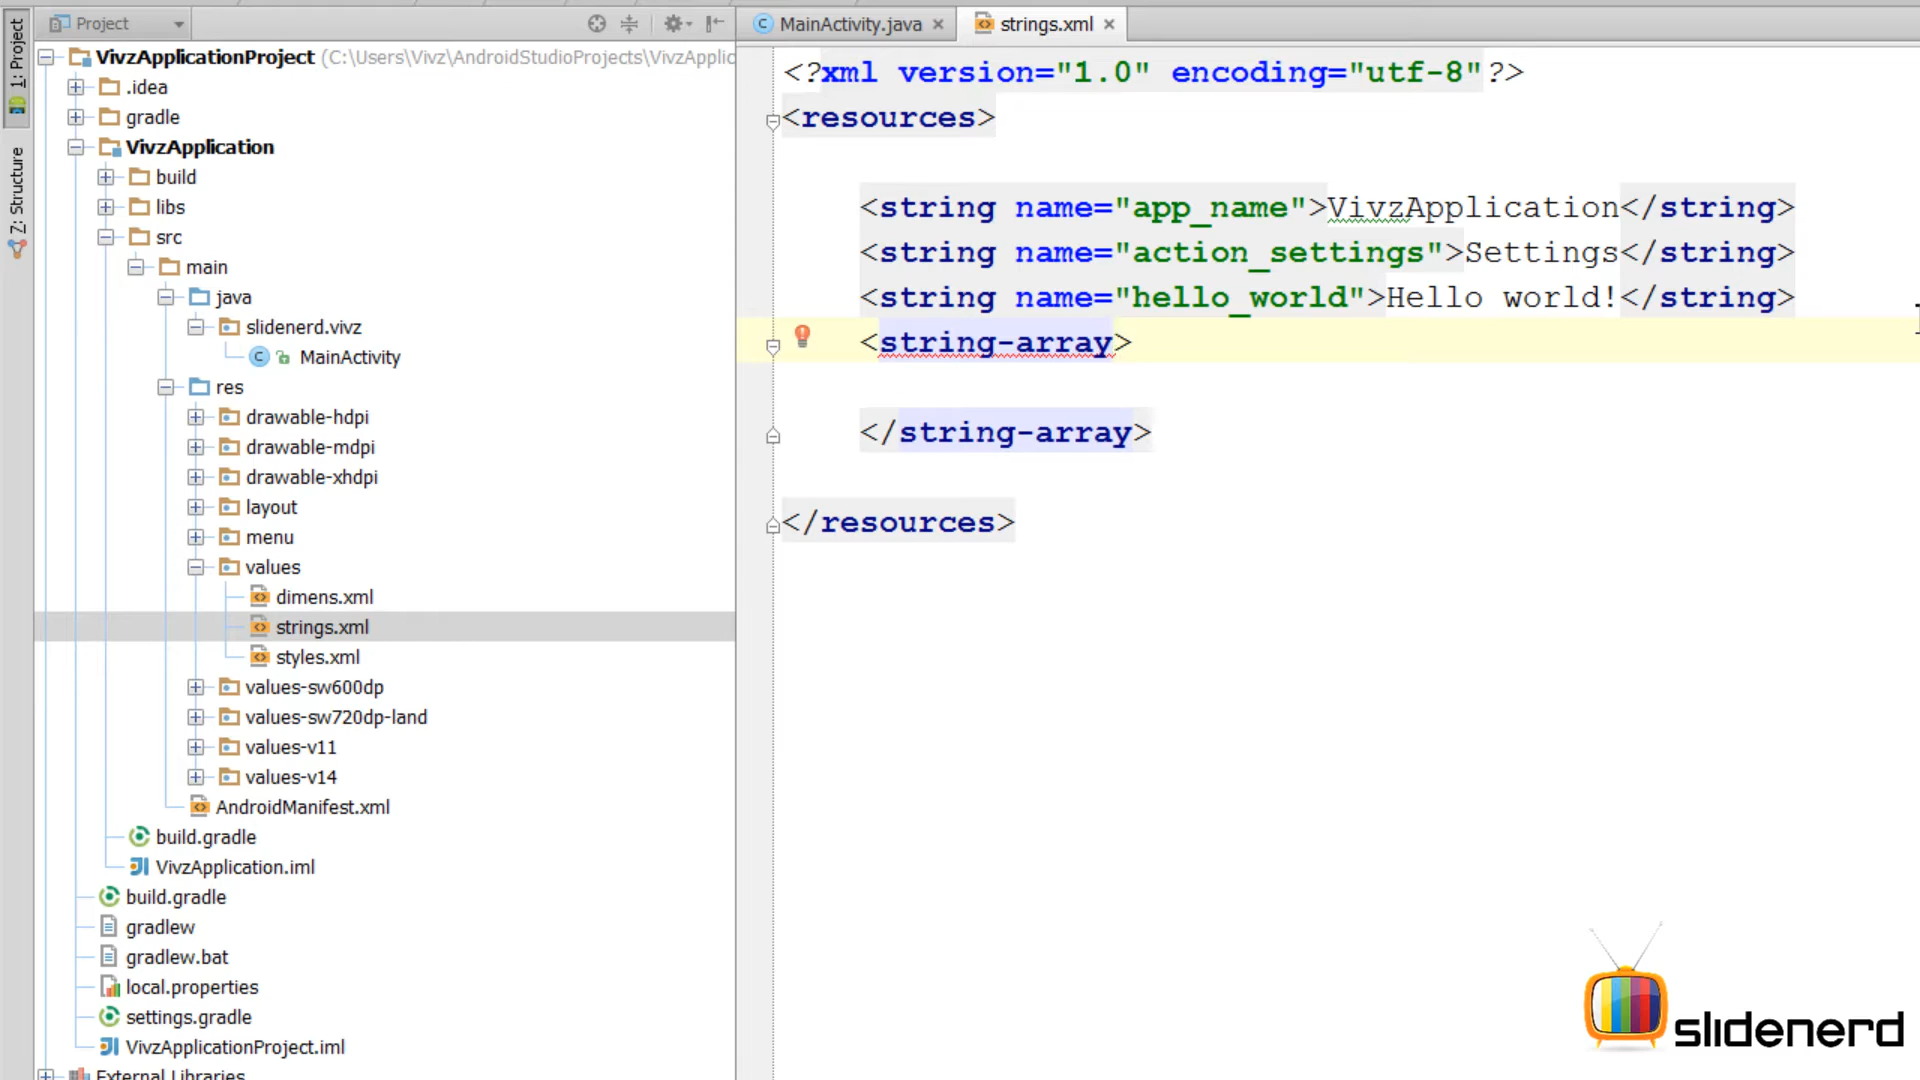 1: Project
Z: Structure
Project
VivzApplicationProject (C:\Users\Vivz\AndroidStudioProjects\VivzApplic
.idea
gradle
VivzApplication
build
libs
src
main
java
slidenerd.vivz
MainActivity
res
drawable-hdpi
drawable-mdpi
drawable-xhdpi
layout
menu
values
dimens.xml
strings.xml
styles.xml
values-sw600dp
values-sw720dp-land
values-v11
values-v14
AndroidManifest.xml
build.gradle
VivzApplication.iml
build.gradle
gradlew
gradlew.bat
local.properties
settings.gradle
VivzApplicationProject.iml
External Libraries
MainActivity.java
strings.xml
<?xml version="1.0" encoding="utf-8"?>
<resources>
<string name="app_name">VivzApplication</string>
<string name="action_settings">Settings</string>
<string name="hello_world">Hello world!</string>
<string-array>
</string-array>
</resources>
slidenerd